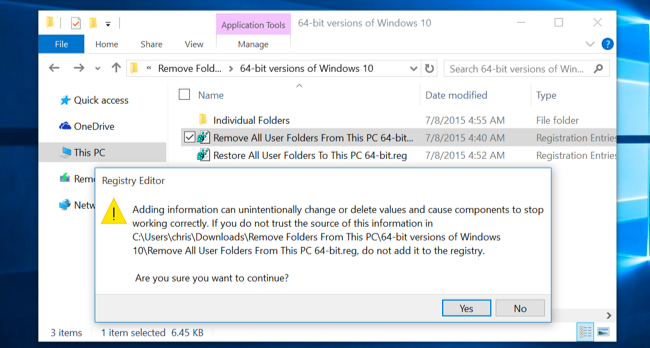 Application Tools
64-bit versions of Windows 10
File
Home
Share
View
Manage
« Remove Fold... > 64-bit versions of Windows 10
Search 64-bit versions of Win...
Name
Date modified
Type
Quick access
OneDrive
This PC
Rem
Netw
Individual Folders
7/8/2015 4:55 AM
File folder
Remove All User Folders From This PC 64-bit...
7/8/2015 4:40 AM
Registration Entries
Restore All User Folders To This PC 64-bit.reg
7/8/2015 4:52 AM
Registration Entries
Registry Editor
Adding information can unintentionally change or delete values and cause components to stop
working correctly. If you do not trust the source of this information in
C:\Users\chris\Downloads\Remove Folders From This PC\64-bit versions of Windows
10\Remove All User Folders From This PC 64-bit.reg, do not add it to the registry.
Are you sure you want to continue?
Yes
No
3 items
1 item selected 6.45 KB